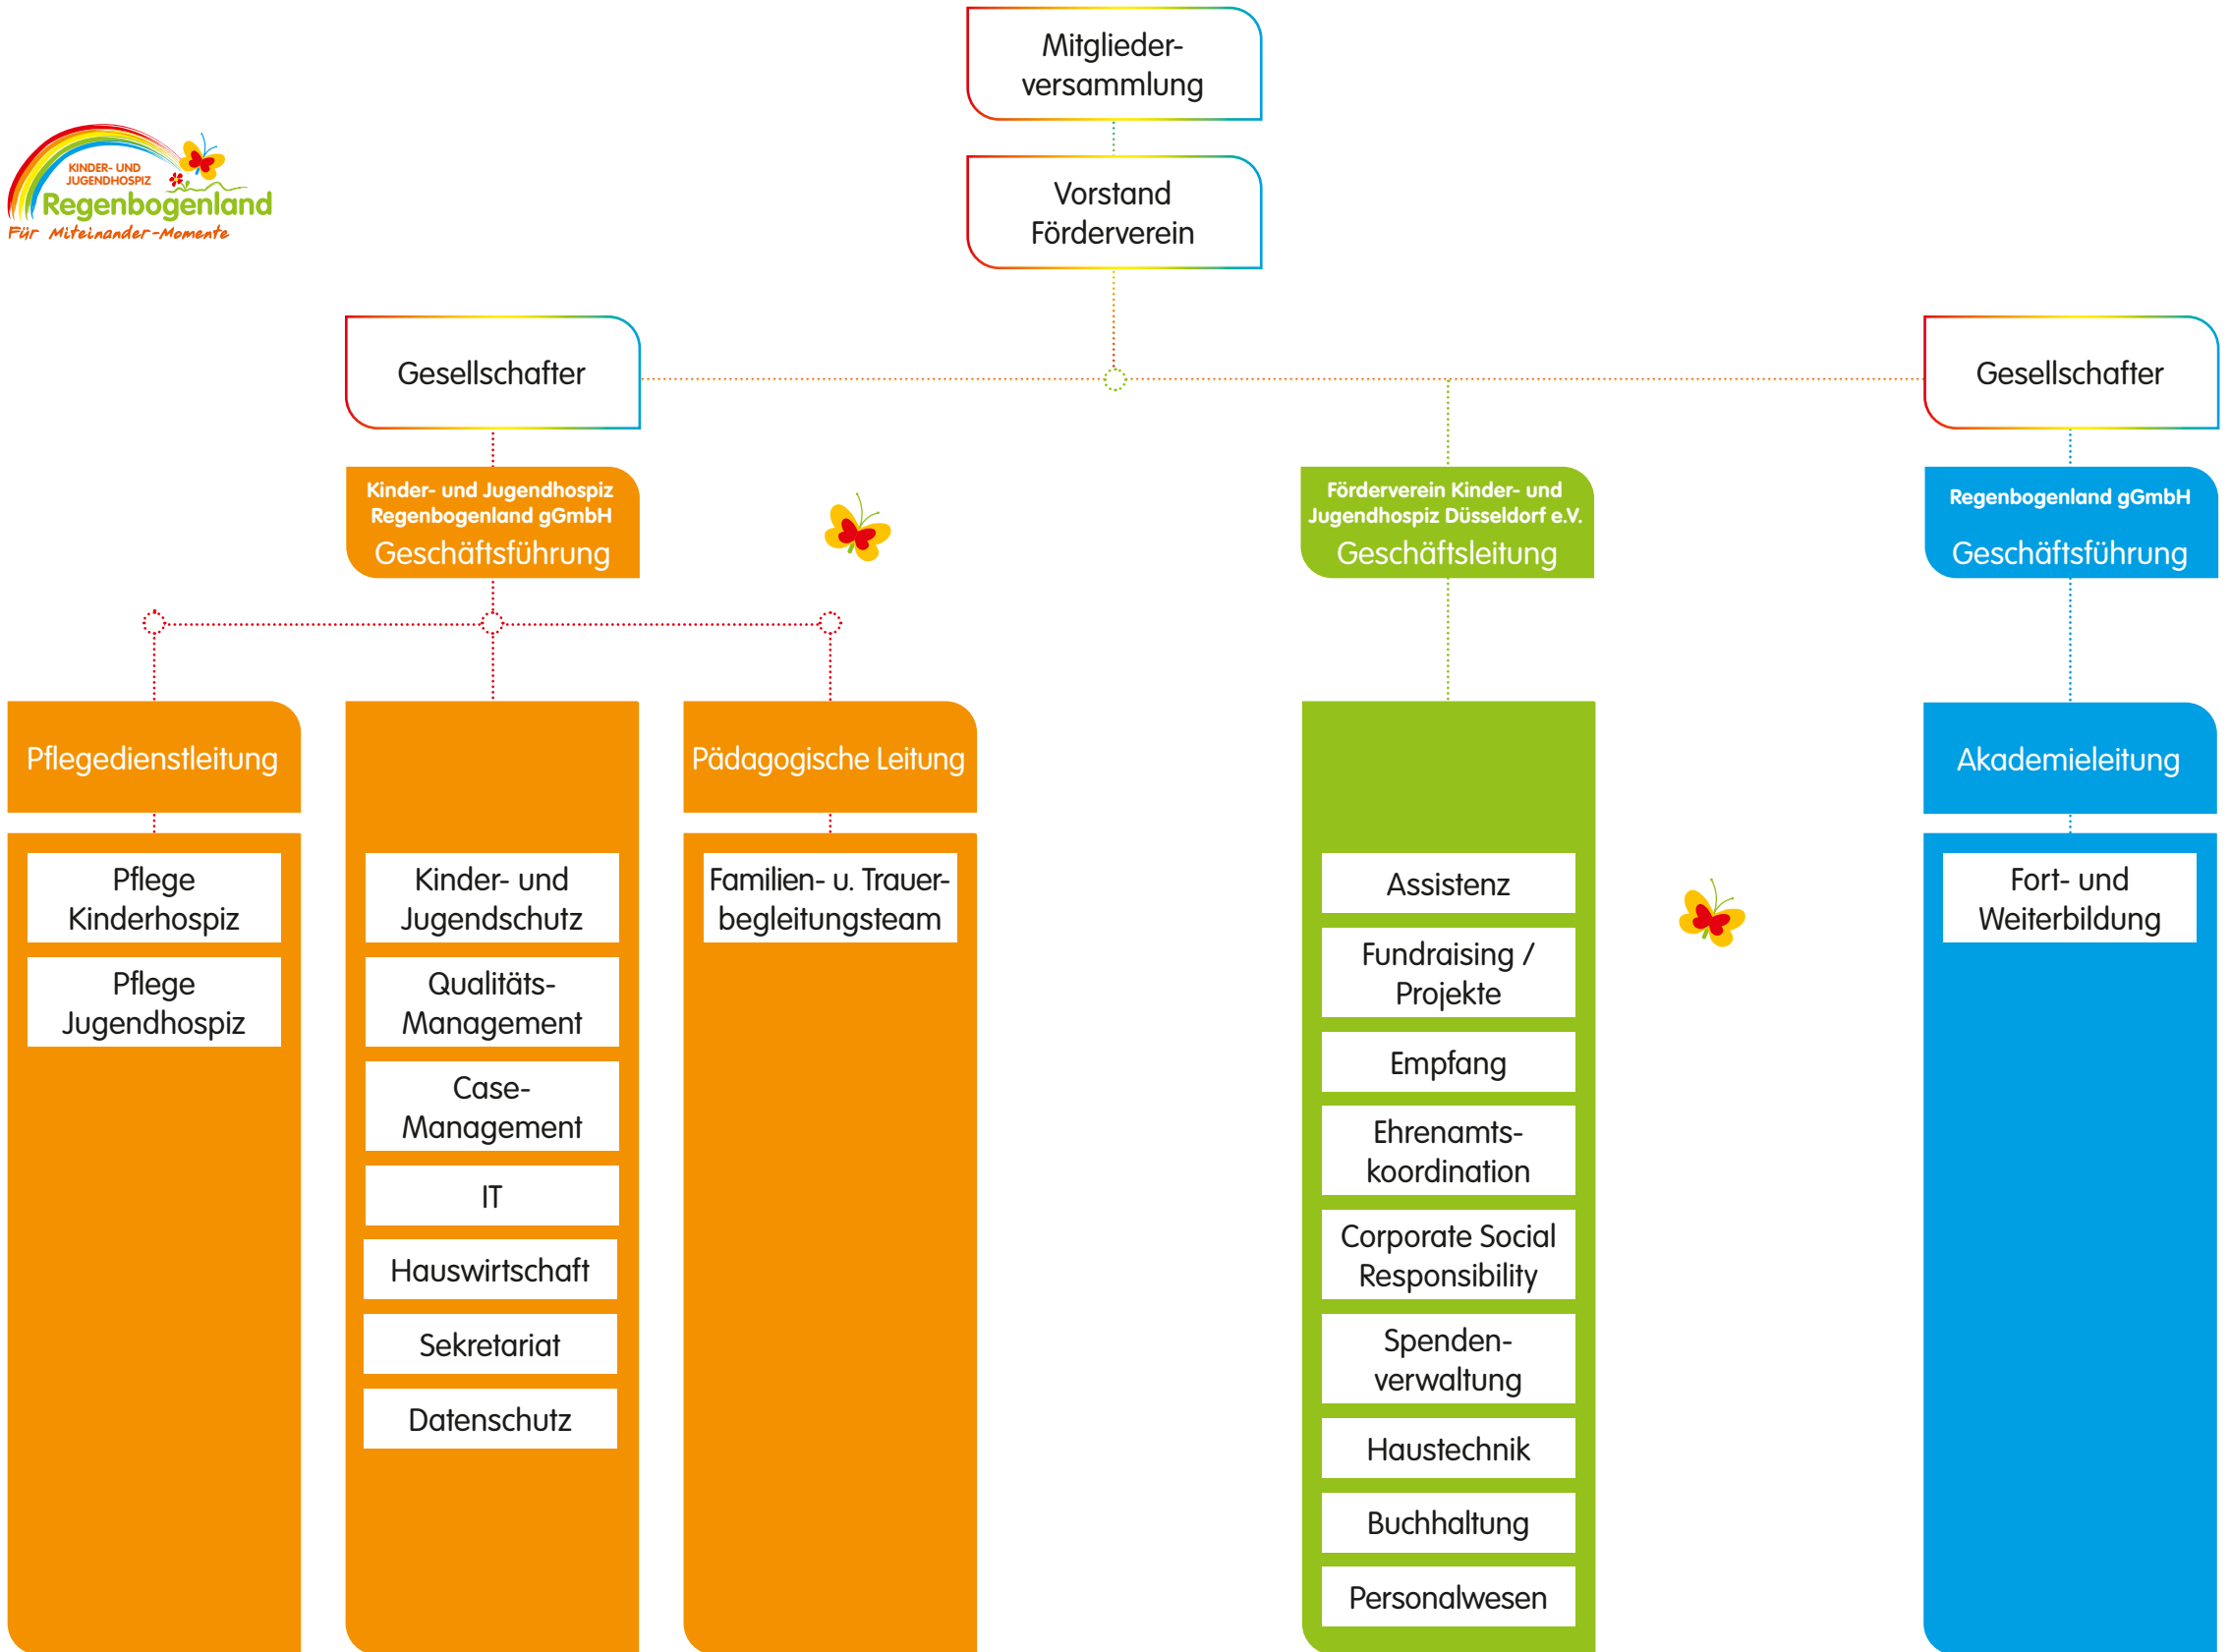 Mitglieder-
versammlung
KINDER- UND
JUGENDHOSPIZ
Regenbogenland
Für Miteinander-Momente
Vorstand
Förderverein
Gesellschafter
Gesellschafter
Kinder- und Jugendhospiz
Regenbogenland gGmbH
Geschäftsführung
Förderverein Kinder- und
Jugendhospiz Düsseldorf e.V.
Geschäftsleitung
Regenbogenland gGmbH
Geschäftsführung
Pflegedienstleitung
Pflege
Kinderhospiz
Pflege
Jugendhospiz
Kinder- und
Jugendschutz
Qualitäts-
Management
Case-
Management
IT
Hauswirtschaft
Sekretariat
Datenschutz
Pädagogische Leitung
Familien- u. Trauer-
begleitungsteam
Assistenz
Fundraising /
Projekte
Empfang
Ehrenamts-
koordination
Corporate Social
Responsibility
Spenden-
verwaltung
Haustechnik
Buchhaltung
Personalwesen
Akademieleitung
Fort- und
Weiterbildung